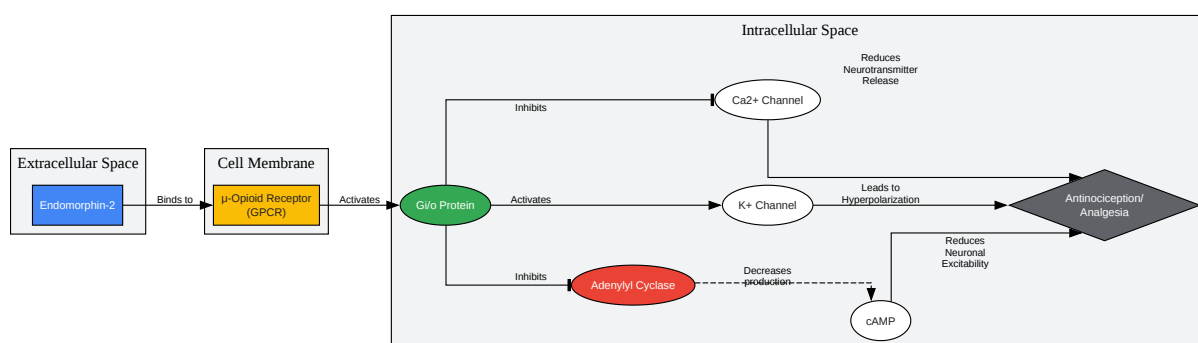 Intracellular Space
Reduces
Neurotmitter
Release
Ca2+ Channel
Inhibits
Extracellular Space
Cell Membrane
Endomorphin-2
Binds to
μ-Opioid Receptor
(GPCR)
Activates
Gi/o Protein
Activates
K+ Channel
Leads to
Hyperpolarization
Antinociception/
Analgesia
Inhibits
Adenylyl Cyclase
Decreases
production
Reduces
Neuronal
Excitability
cAMP